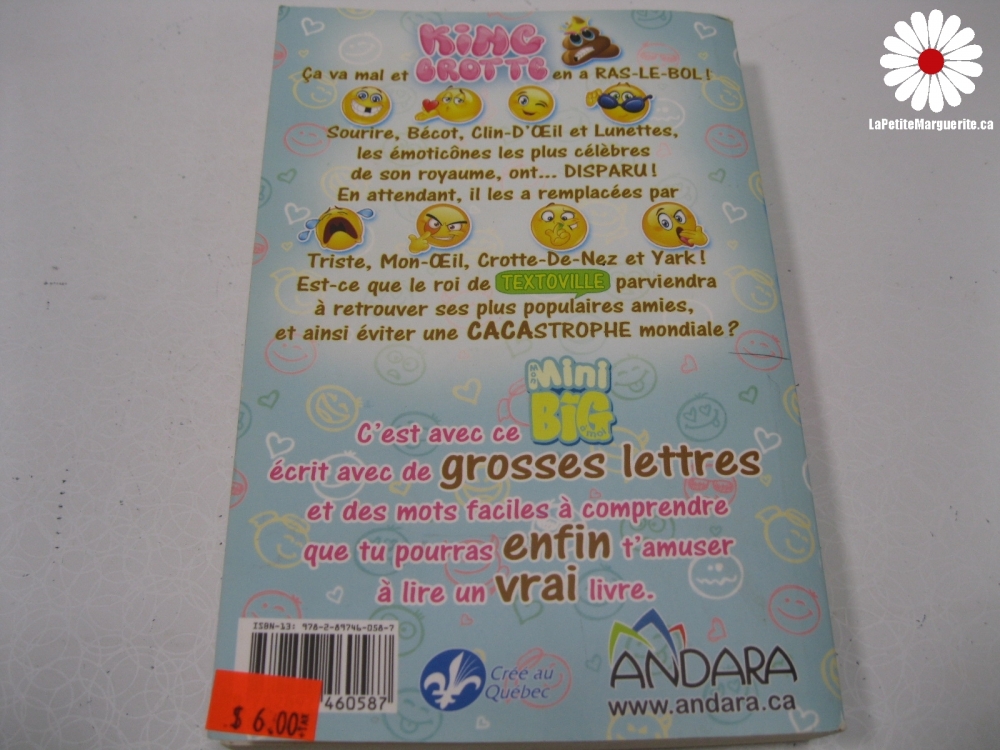 KING
CROTTE
Ça va mal et en a RAS-LE-BOL!
Sourire, Bécot, Clin-D'Œil et Lunettes,
les émoticônes les plus célèbres
de son royaume, ont... DISPARU!
En attendant, il les a remplacées par
Triste, Mon-Œil, Crotte-De-Nez et Yark!
Est-ce que le roi de TEXTOVILLE parviendra
à retrouver ses plus populaires amies,
et ainsi éviter une CACASTROPHE mondiale?
Mon
Mini
BIG
à moi
C'est avec ce
écrit avec de grosses lettres
et des mots faciles à comprendre
que tu pourras enfin t'amuser
à lire un vrai livre.
ISBN-13: 978-2-89746-058-7
460587
$ 6.00
Créé au
Québec
ANDARA
www.andara.ca
LaPetiteMarguerite.ca